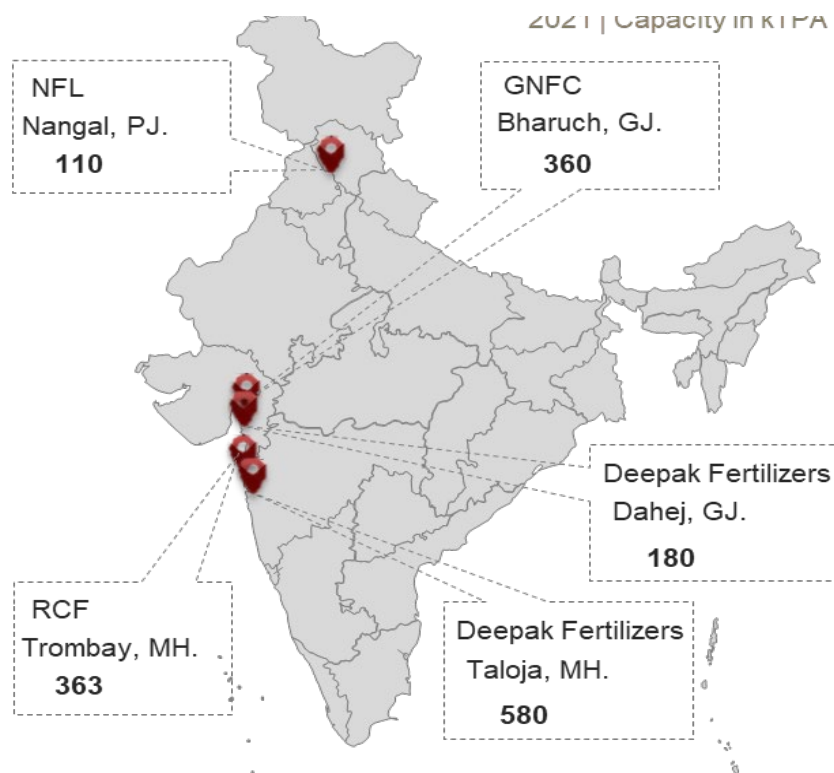 2021 | Capacity in kTPA
NFL
Nangal, PJ.
110
GNFC
Bharuch, GJ.
360
Deepak Fertilizers
Dahej, GJ.
180
RCF
Trombay, MH.
363
Deepak Fertilizers
Taloja, MH.
580